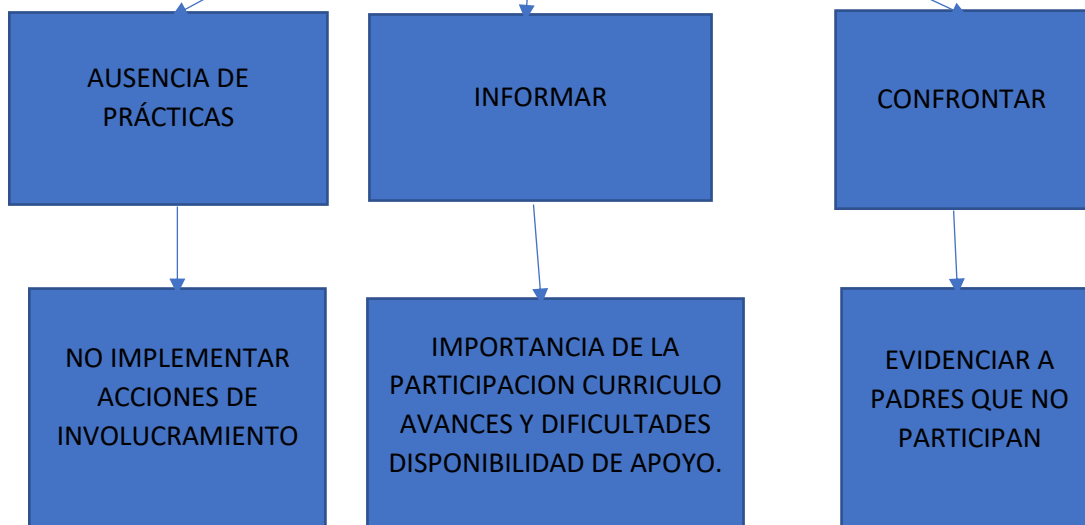 AUSENCIA DE
PRÁCTICAS
INFORMAR
CONFRONTAR
NO IMPLEMENTAR
ACCIONES DE
INVOLUCRAMIENTO
IMPORTANCIA DE LA
PARTICIPACION CURRICULO
AVANCES Y DIFICULTADES
DISPONIBILIDAD DE APOYO.
EVIDENCIAR A
PADRES QUE NO
PARTICIPAN